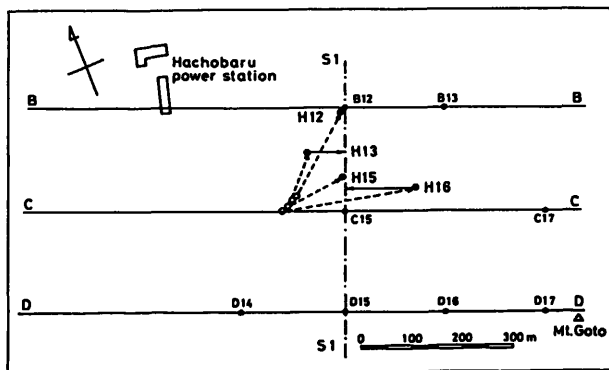 S1
Hachobaru
power station
B
B12
B13
B
H12
H13
H15
H16
C
C
C15
C17
D
D14
D15
D16
D17
D
Mt.Goto
S1
0 100 200 300 m